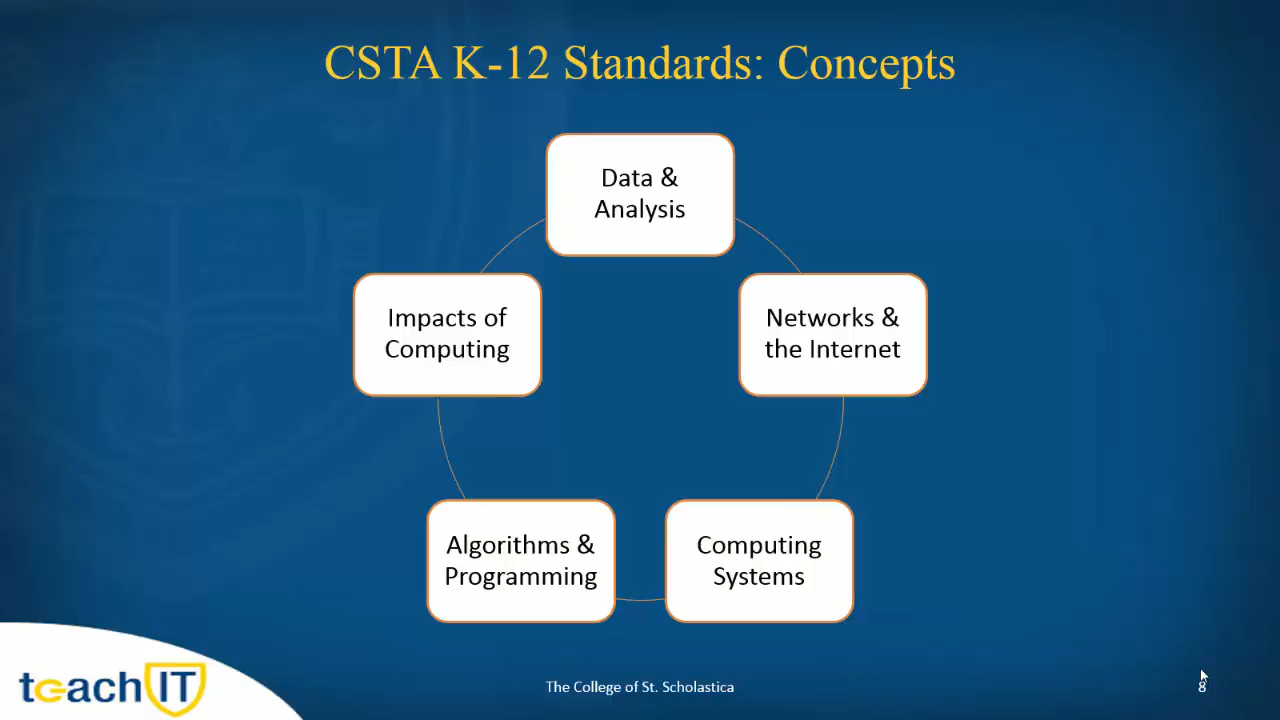 CSTA K-12 Standards: Concepts
Data &
Analysis
Impacts of
Computing
Networks &
the Internet
Algorithms &
Programming
Computing
Systems
teachIT
The College of St. Scholastica
8